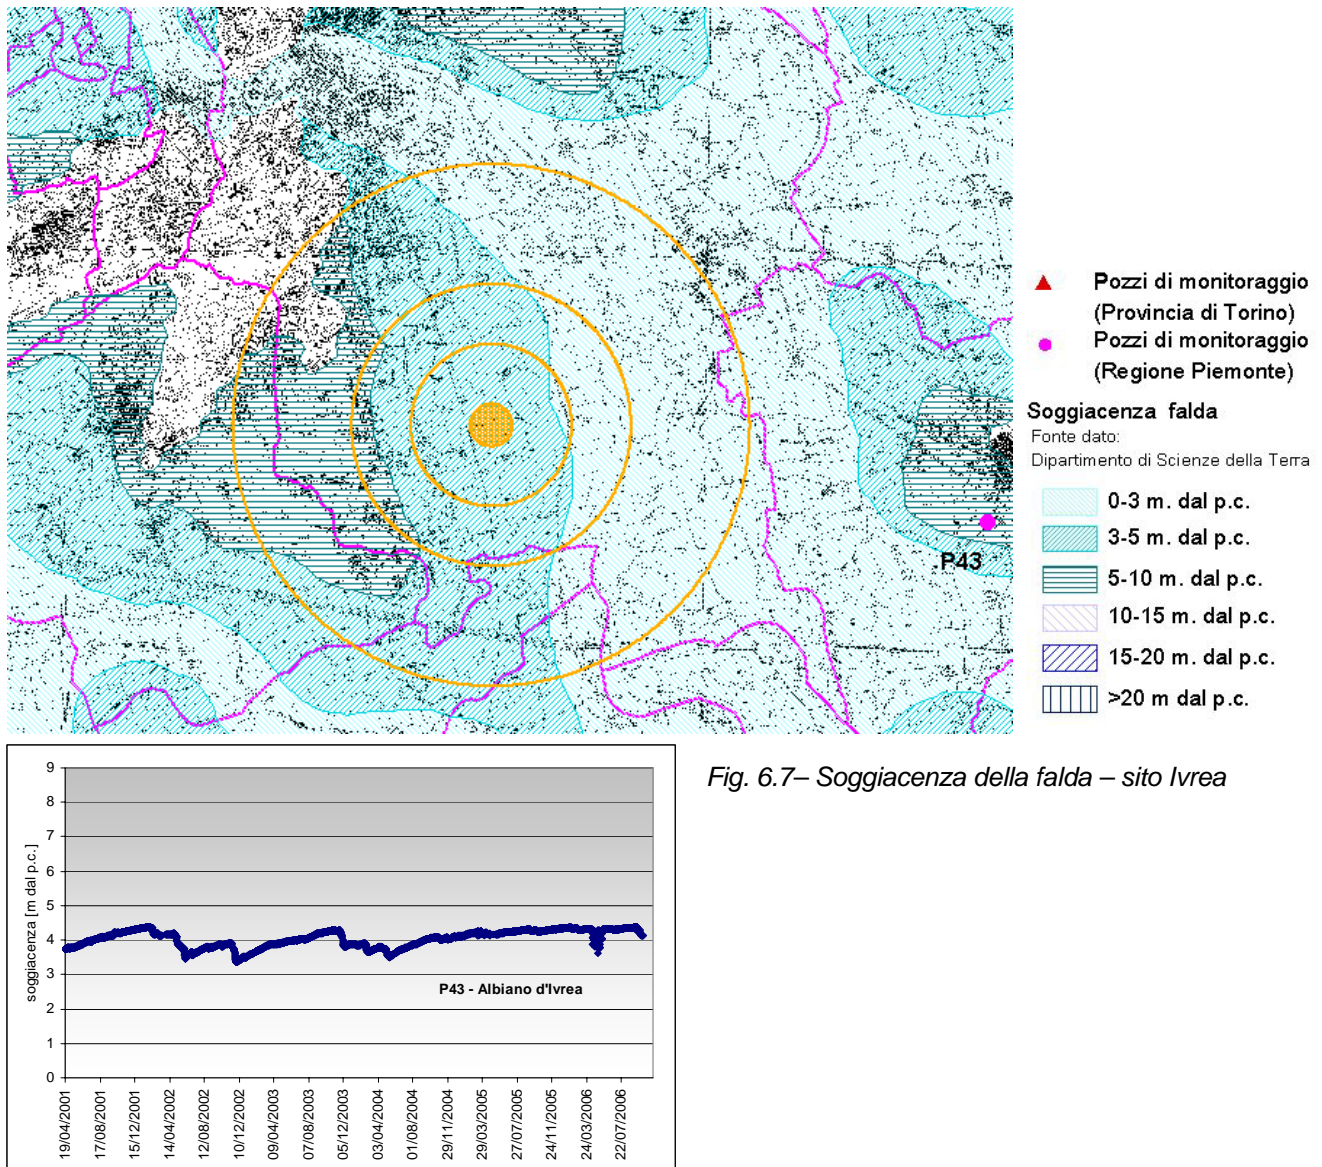 Pozzi di monitoraggio
(Provincia di Torino)
Pozzi di monitoraggio
(Regione Piemonte)
Soggiacenza falda
Fonte dato:
Dipartimento di Scienze della Terra
0-3 m. dal p.c.
3-5 m. dal p.c.
5-10 m. dal p.c.
10-15 m. dal p.c.
15-20 m. dal p.c.
>20 m dal p.c.
P43
Fig. 6.7– Soggiacenza della falda – sito Ivrea
soggiacenza [m dal p.c.]
9
8
7
6
5
4
3
2
1
0
P43 - Albiano d'Ivrea
19/04/2001
17/08/2001
15/12/2001
14/04/2002
12/08/2002
10/12/2002
09/04/2003
07/08/2003
05/12/2003
03/04/2004
01/08/2004
29/11/2004
29/03/2005
27/07/2005
24/11/2005
24/03/2006
22/07/2006